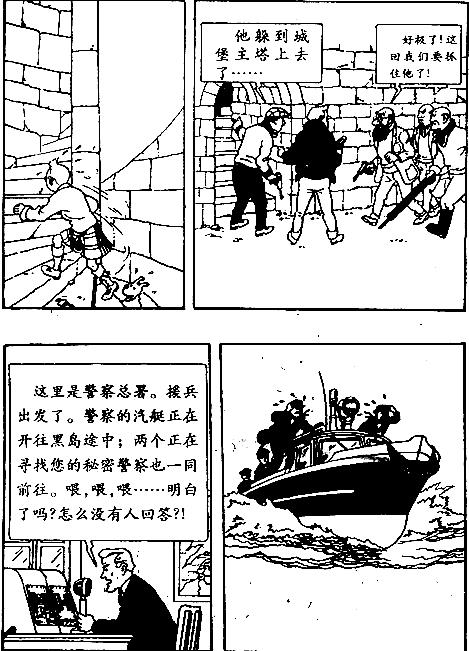 他躲到城
堡主塔上去
了……
好极了！这
回我们要抓
住他了！
这里是警察总署。援兵
出发了。警察的汽艇正在
开往黑岛途中；两个正在
寻找您的秘密警察也一同
前往。喂，喂，喂……明白
了吗？怎么没有人回答？！